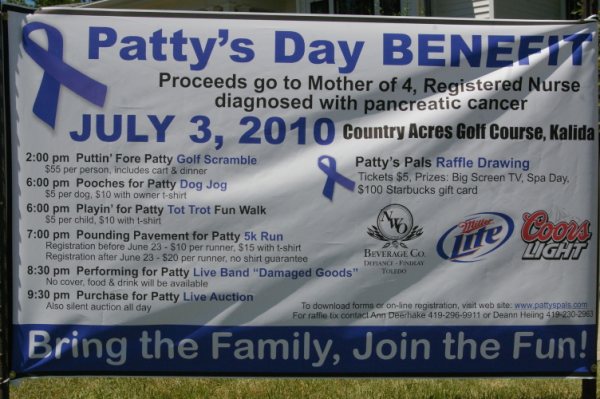 Patty's Day BENEFIT
Proceeds go to Mother of 4, Registered Nurse
diagnosed with pancreatic cancer
JULY 3, 2010 Country Acres Golf Course, Kalida
2:00 pm Puttin' Fore Patty Golf Scramble
$55 per person, includes cart & dinner
6:00 pm Pooches for Patty Dog Jog
$5 per dog, $10 with owner t-shirt
6:00 pm Playin' for Patty Tot Trot Fun Walk
$5 per child, $10 with t-shirt
7:00 pm Pounding Pavement for Patty 5k Run
Registration before June 23 - $10 per runner, $15 with t-shirt
Registration after June 23 - $20 per runner, no shirt guarantee
8:30 pm Performing for Patty Live Band "Damaged Goods"
No cover, food & drink will be available
9:30 pm Purchase for Patty Live Auction
Also silent auction all day
Patty's Pals Raffle Drawing
Tickets $5, Prizes: Big Screen TV, Spa Day,
$100 Starbucks gift card
NWO
BEVERAGE CO.
DEFIANCE - FINDLAY
TOLEDO
Miller
Lite
Coors
LIGHT
To download forms or on-line registration, visit web site: www.pattyspals.com
For raffle tix contact Ann Deerhake 419-296-9911 or Deann Heiing 419-230-2963
Bring the Family, Join the Fun!